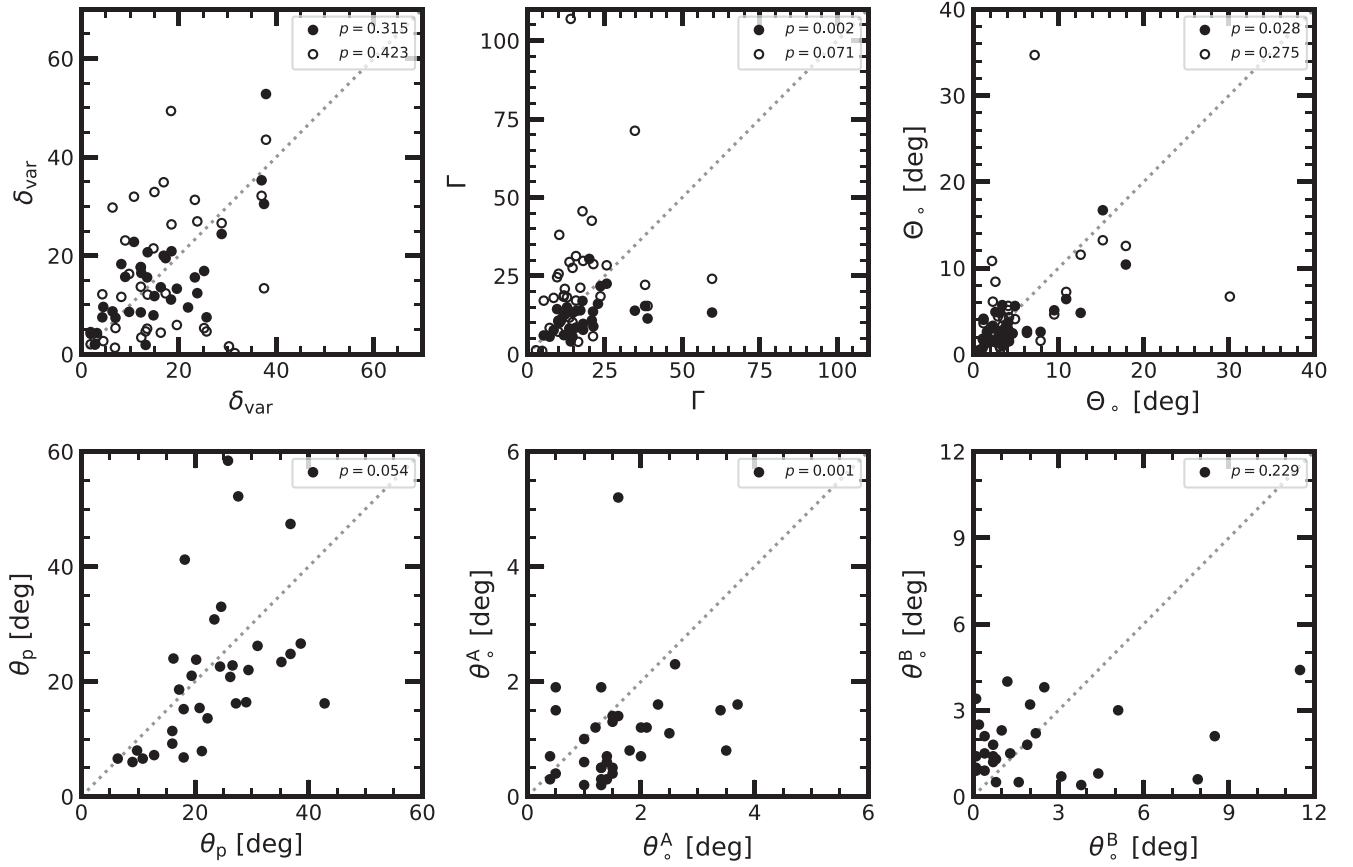 p = 0.315
p = 0.423
60
40
20
0
0 20 40 60
δvar
δvar
p = 0.002
p = 0.071
100
75
50
25
0
0 25 50 75 100
Γ
Γ
p = 0.028
p = 0.275
40
30
20
10
0
0 10 20 30 40
Θ∘ [deg]
Θ∘ [deg]
p = 0.054
60
40
20
0
0 20 40 60
θp [deg]
θp [deg]
p = 0.001
6
4
2
0
0 2 4 6
θ∘A [deg]
θ∘A [deg]
p = 0.229
12
9
6
3
0
0 3 6 9 12
θ∘B [deg]
θ∘B [deg]